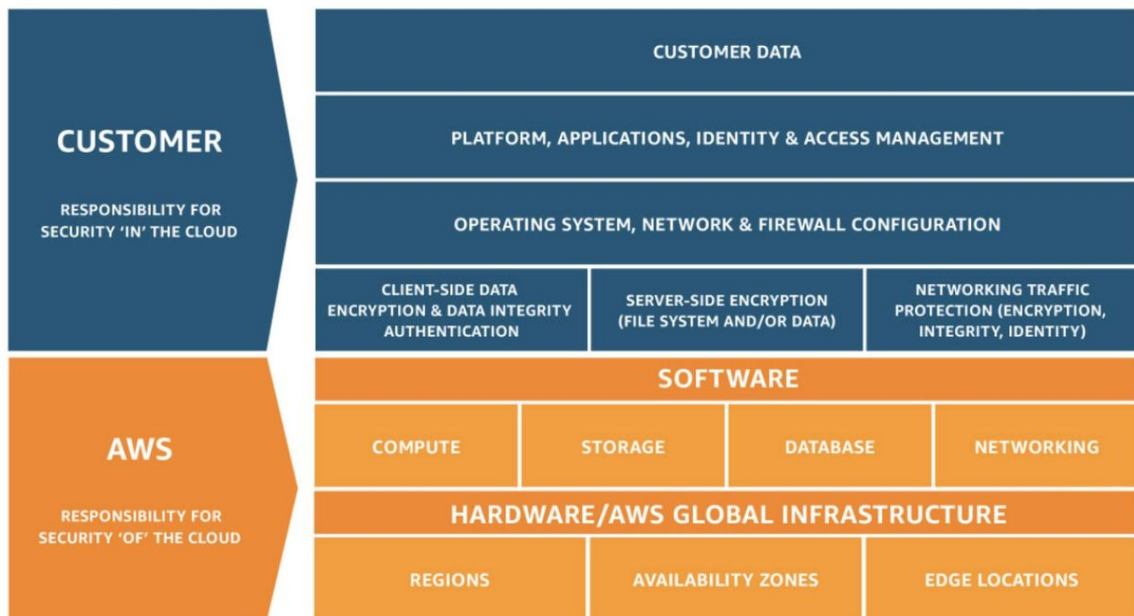 CUSTOMER
RESPONSIBILITY FOR
SECURITY ‘IN’ THE CLOUD
CUSTOMER DATA
PLATFORM, APPLICATIONS, IDENTITY & ACCESS MANAGEMENT
OPERATING SYSTEM, NETWORK & FIREWALL CONFIGURATION
CLIENT-SIDE DATA
ENCRYPTION & DATA INTEGRITY
AUTHENTICATION
SERVER-SIDE ENCRYPTION
(FILE SYSTEM AND/OR DATA)
NETWORKING TRAFFIC
PROTECTION (ENCRYPTION,
INTEGRITY, IDENTITY)
AWS
RESPONSIBILITY FOR
SECURITY ‘OF’ THE CLOUD
SOFTWARE
COMPUTE
STORAGE
DATABASE
NETWORKING
HARDWARE/AWS GLOBAL INFRASTRUCTURE
REGIONS
AVAILABILITY ZONES
EDGE LOCATIONS